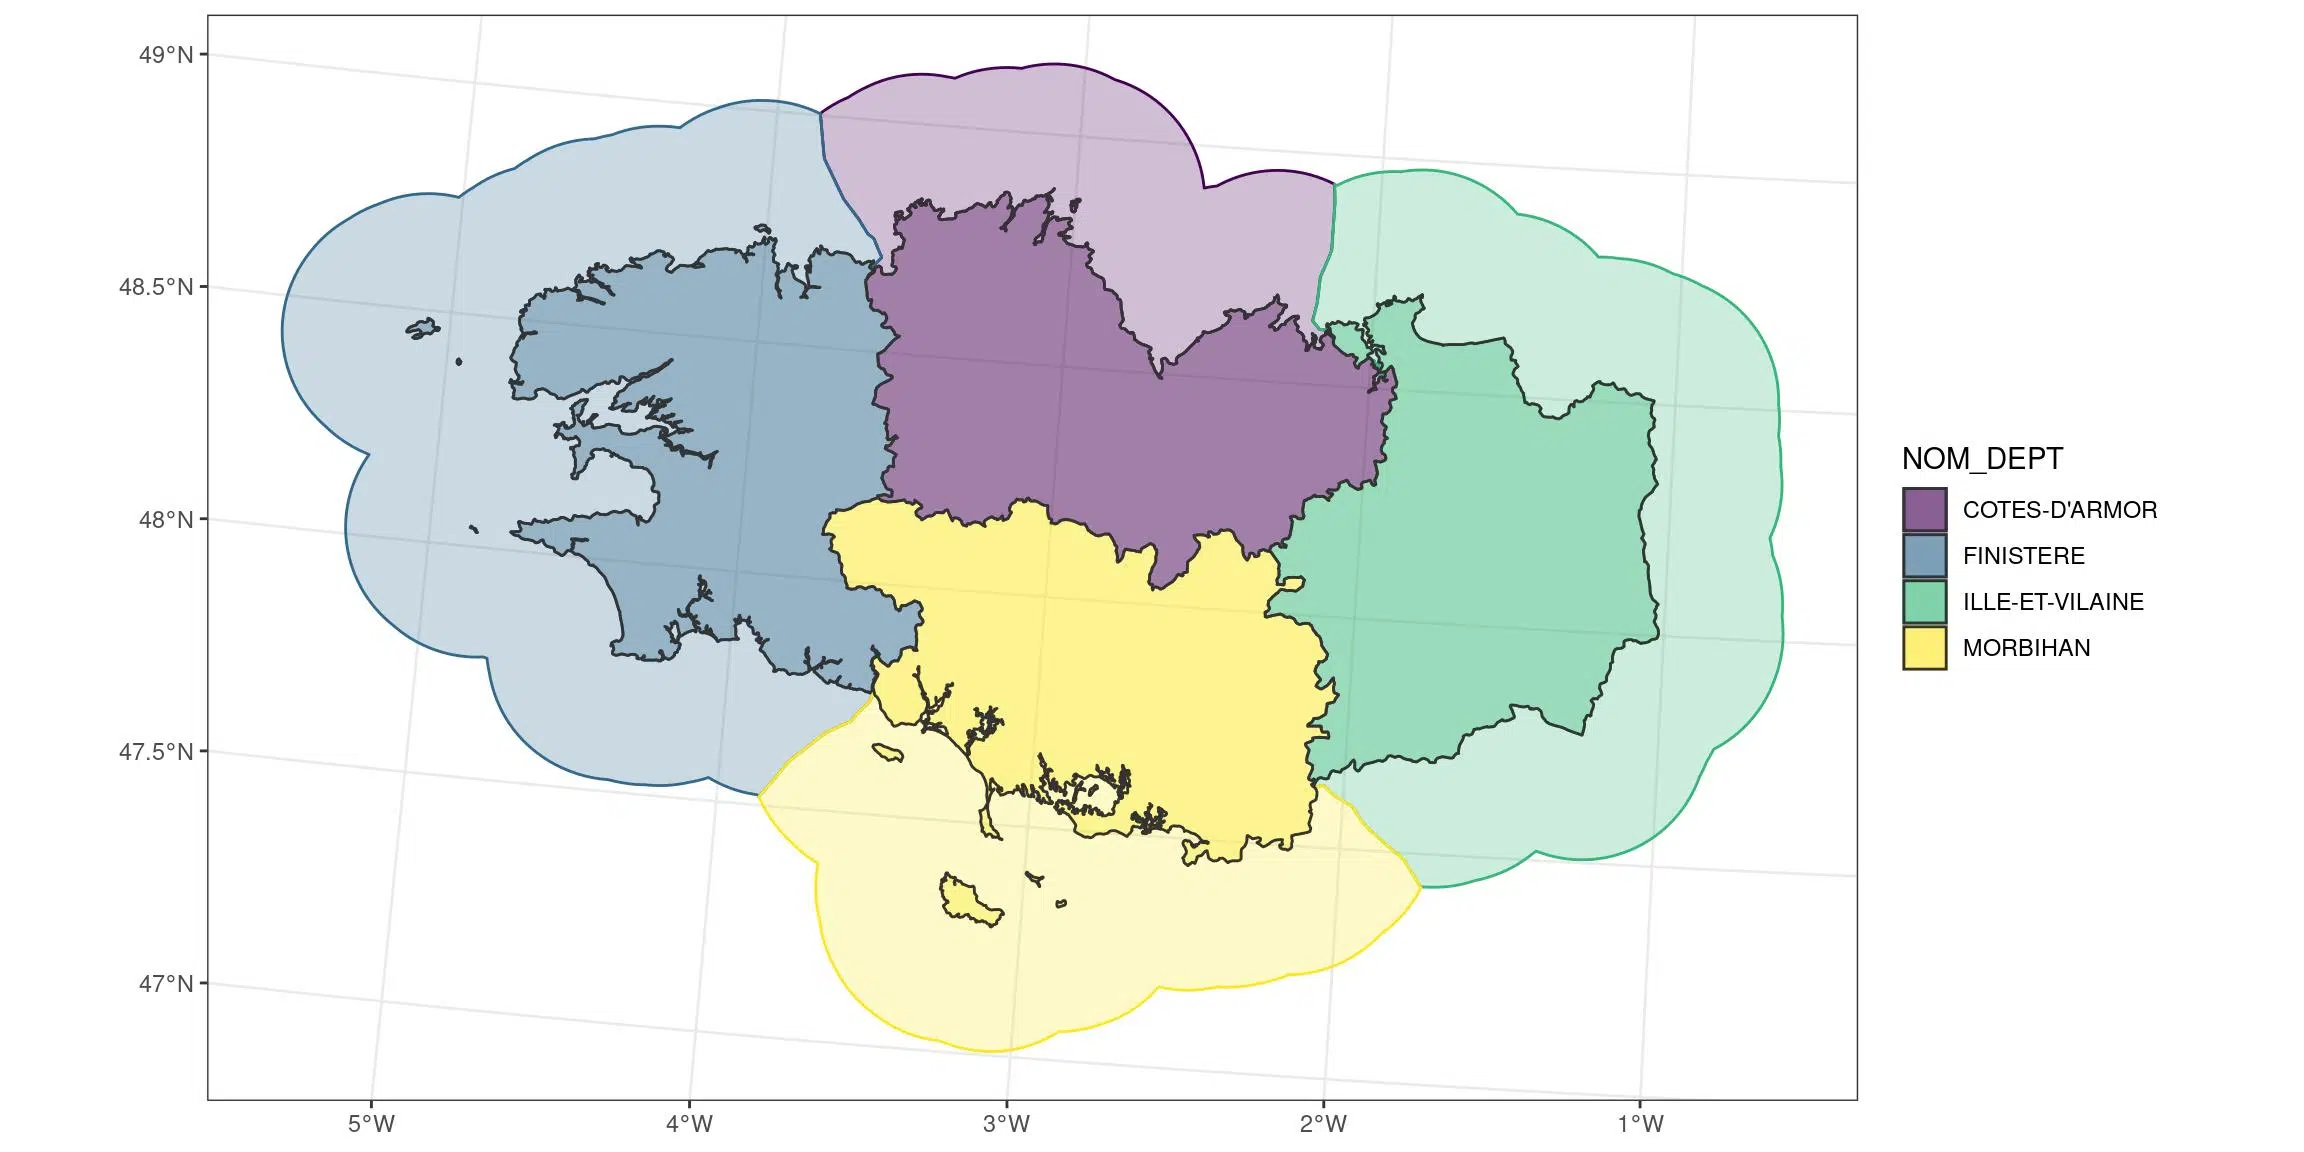 49°N
48.5°N
48°N
47.5°N
47°N
5°W
4°W
3°W
2°W
1°W
NOM_DEPT
COTES-D'ARMOR
FINISTERE
ILLE-ET-VILAINE
MORBIHAN